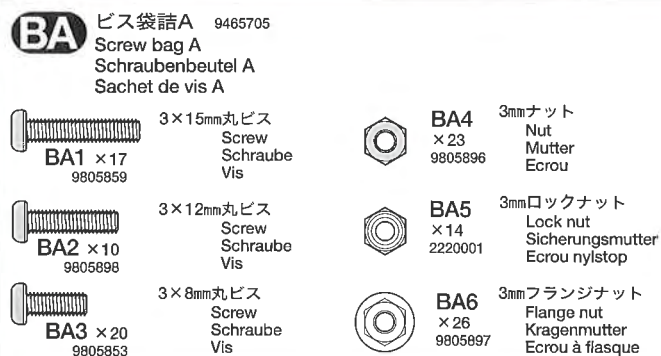 BA
ビス袋詰A 9465705
Screw bag A
Schraubenbeutel A
Sachet de vis A
BA1 ×17
9805859
3×15mm丸ビス
Screw
Schraube
Vis
BA2 ×10
9805898
3×12mm丸ビス
Screw
Schraube
Vis
BA3 ×20
9805853
3×8mm丸ビス
Screw
Schraube
Vis
BA4
×23
9805896
3mmナット
Nut
Mutter
Ecrou
BA5
×14
2220001
3mmロックナット
Lock nut
Sicherungsmutter
Ecrou nylstop
BA6
×26
9805897
3mmフランジナット
Flange nut
Kragenmutter
Ecrou à flasque